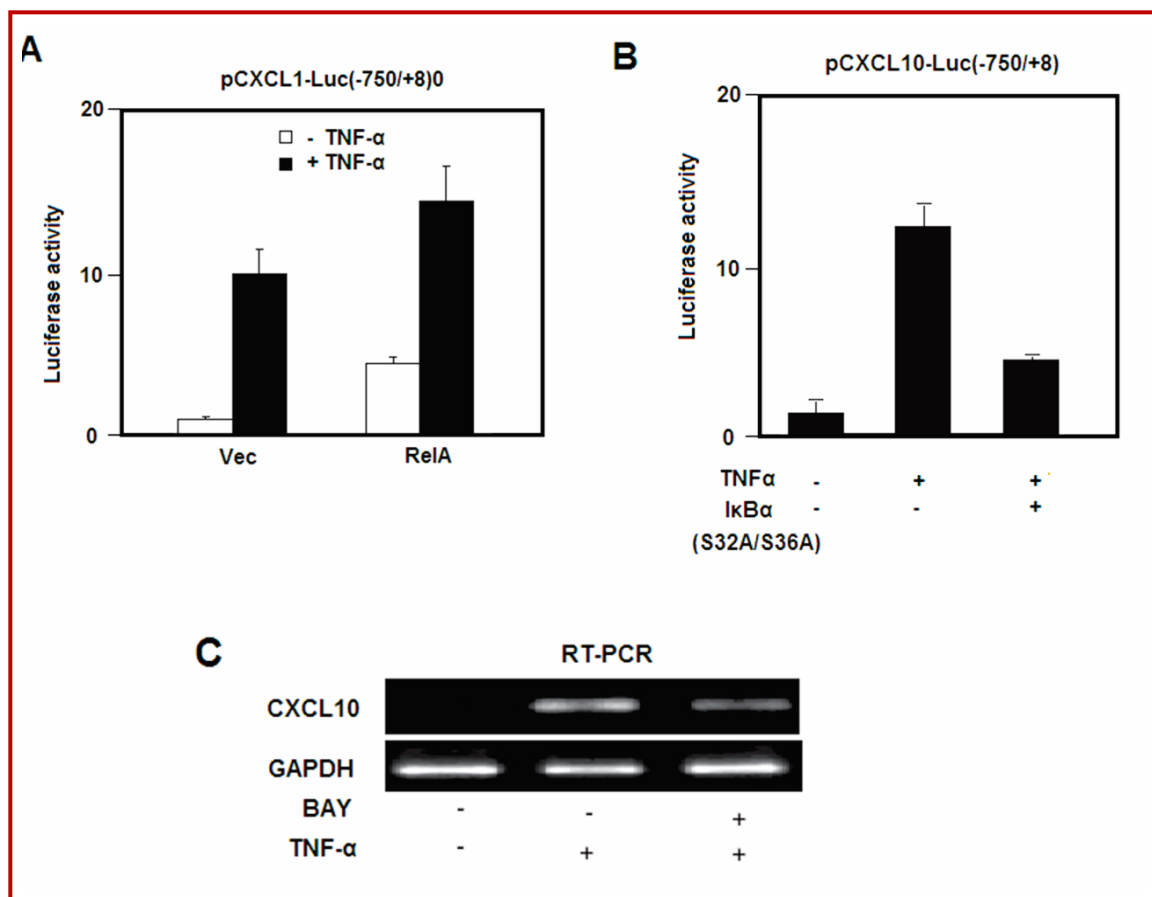 A
pCXCL1-Luc(-750/+8)0
20
10
0
Luciferase activity
- TNF-α
+ TNF-α
Vec RelA
B
pCXCL10-Luc(-750/+8)
20
10
0
Luciferase activity
TNFα - + +
IκBα - - +
(S32A/S36A)
C
RT-PCR
CXCL10
GAPDH
BAY - - +
TNF-α - + +